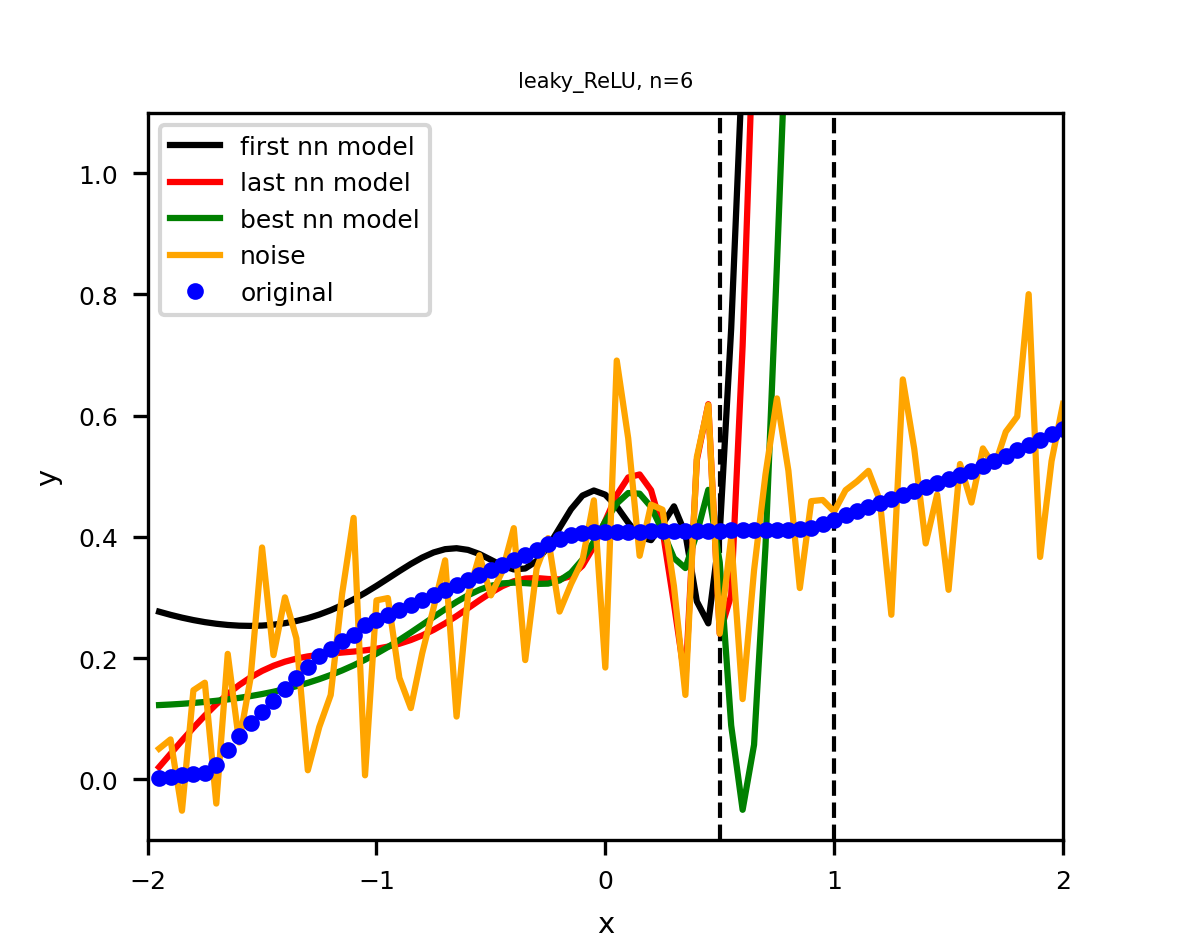 leaky_ReLU, n=6
first nn model
last nn model
best nn model
noise
original
1.0
0.8
0.6
0.4
0.2
0.0
y
−2
−1
0
1
2
x